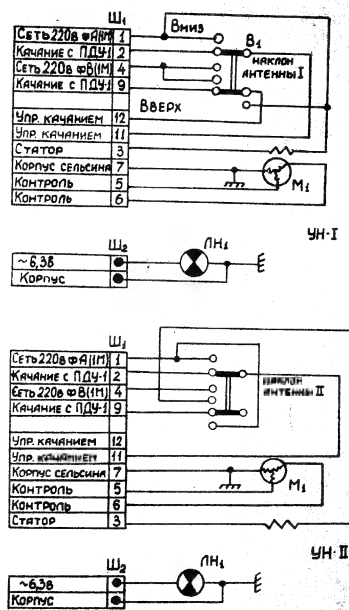 Ш1
Сеть 220в фА(1М) 1
Вниз
В1
Качание с ПДУ-1 2
Сеть 220в фВ(1М) 4
наклон
антенны I
Качание с ПДУ-1 9
Вверх
Упр. качанием 12
Упр. качанием 11
Статор 3
Корпус сельсина 7
Контроль 5
М1
Контроль 6
УН-I
Ш2
ЛН1
~6,3в
Корпус
Ш1
Сеть 220в фА(1М) 1
Качание с ПДУ-1 2
наклон
Сеть 220в фВ(1М) 4
антенны II
Качание с ПДУ-1 9
Упр. качанием 12
Упр. качанием 11
Корпус сельсина 7
Контроль 5
М1
Контроль 6
Статор 3
УН-II
Ш2
ЛН1
~6,3в
Корпус